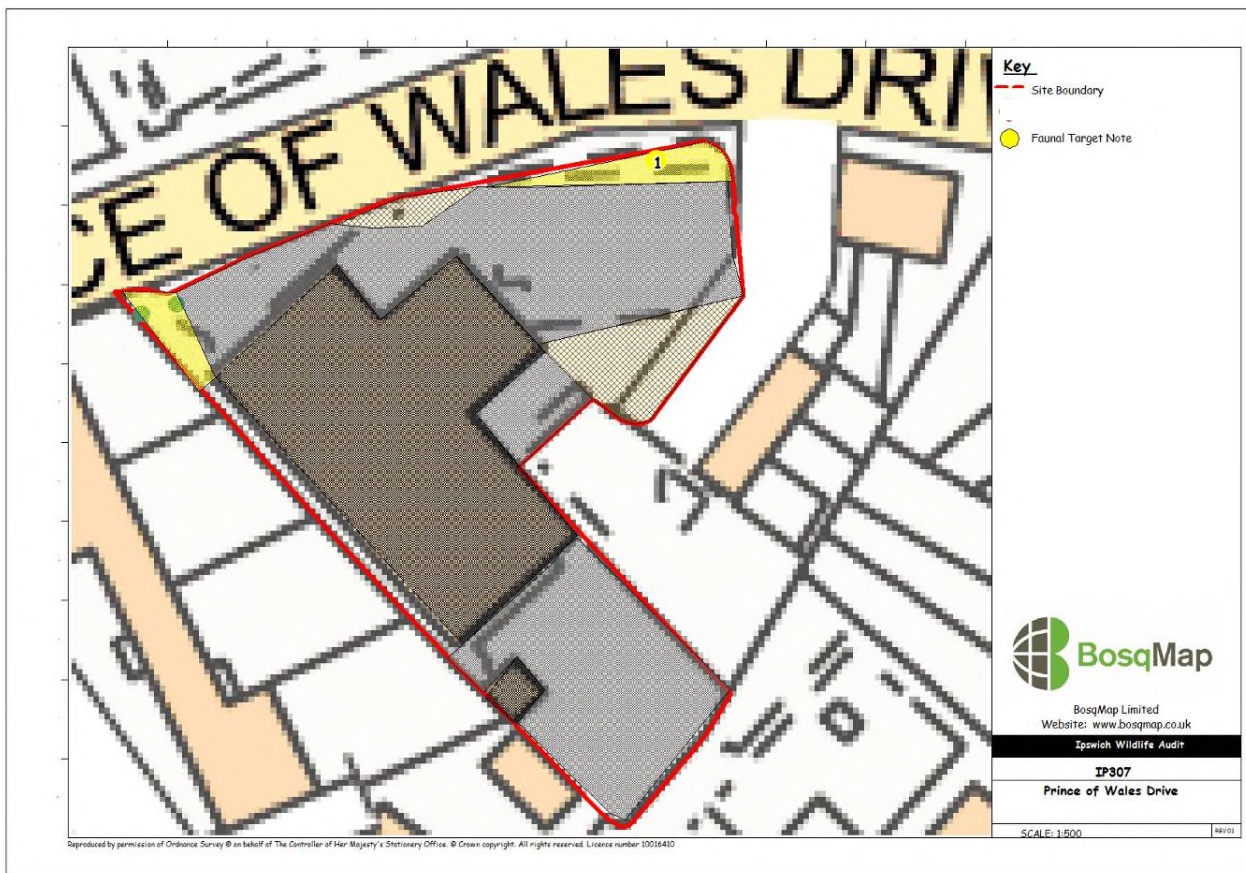 CE OF WALES DRI
1
Key
Site Boundary
Faunal Target Note
BosqMap
BosqMap Limited
Website: www.bosqmap.co.uk
Ipswich Wildlife Audit
IP307
Prince of Wales Drive
SCALE: 1:500
REV 01
Reproduced by permission of Ordnance Survey © on behalf of The Controller of Her Majesty's Stationery Office. © Crown copyright. All rights reserved. Licence number 10016410